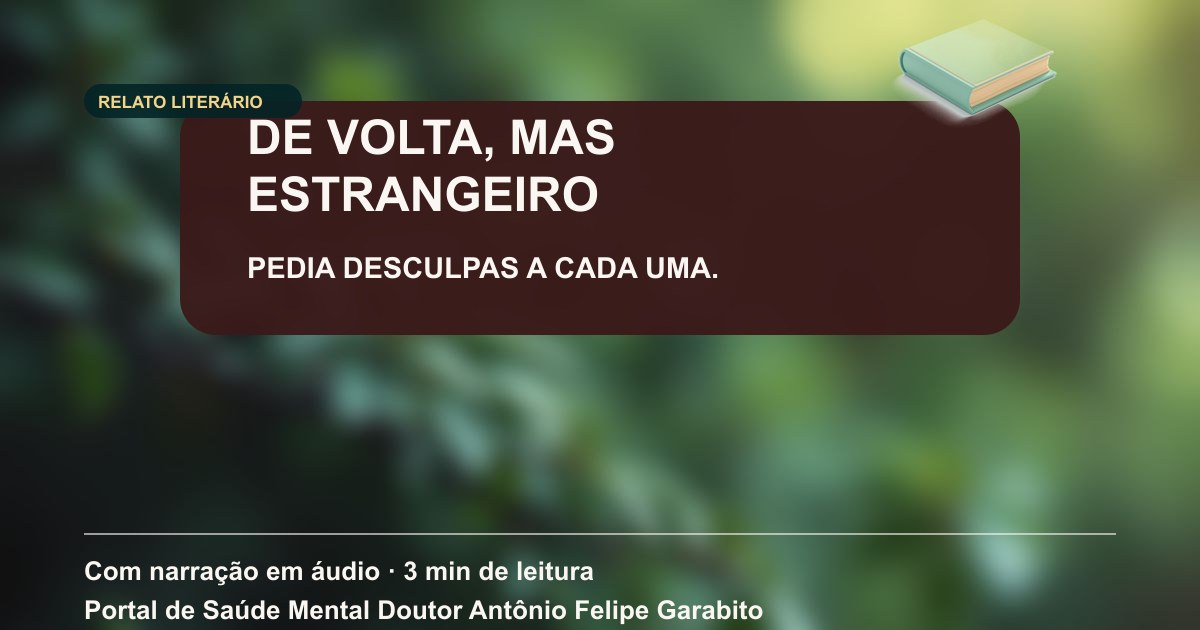 RELATO LITERÁRIO
DE VOLTA, MAS
ESTRANGEIRO
PEDIA DESCULPAS A CADA UMA.
Com narração em áudio · 3 min de leitura
Portal de Saúde Mental Doutor Antônio Felipe Garabito